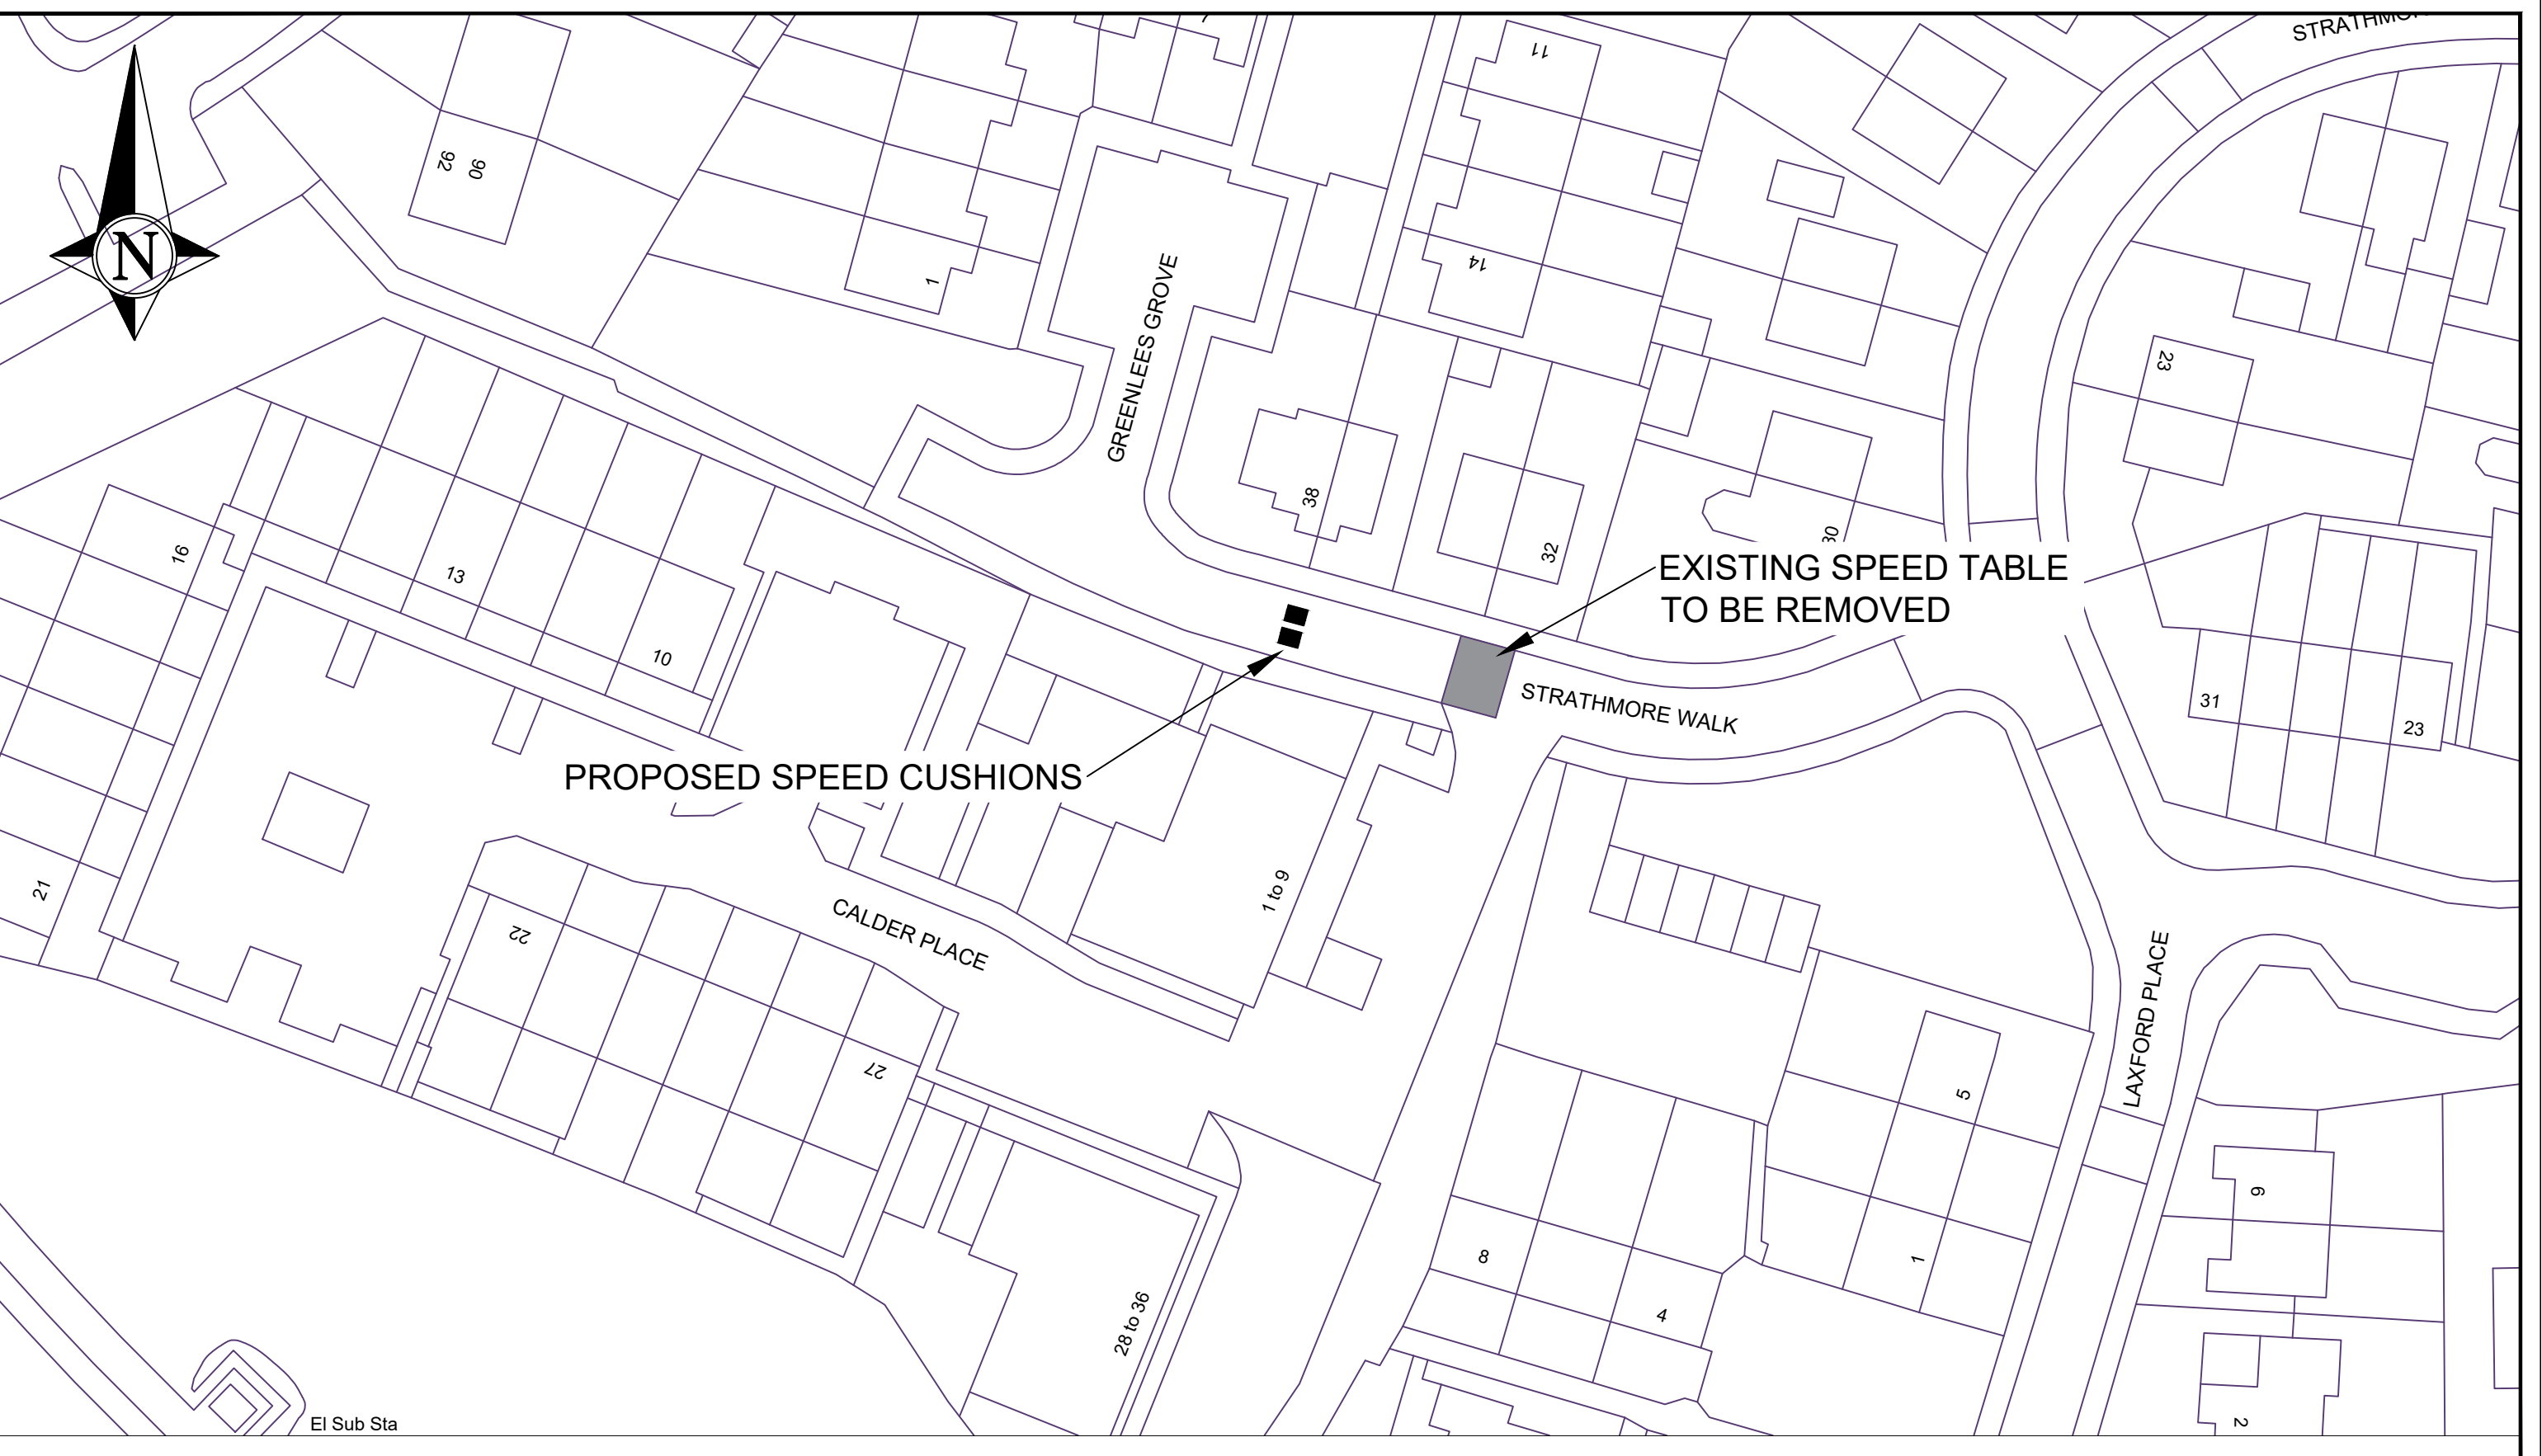 STRATHMOR
11
N
92
90
1
14
GREENLEES GROVE
23
38
32
30
EXISTING SPEED TABLE
TO BE REMOVED
16
13
10
STRATHMORE WALK
31
23
PROPOSED SPEED CUSHIONS
21
22
CALDER PLACE
1 to 9
LAXFORD PLACE
27
5
6
8
1
4
28 to 36
El Sub Sta
2